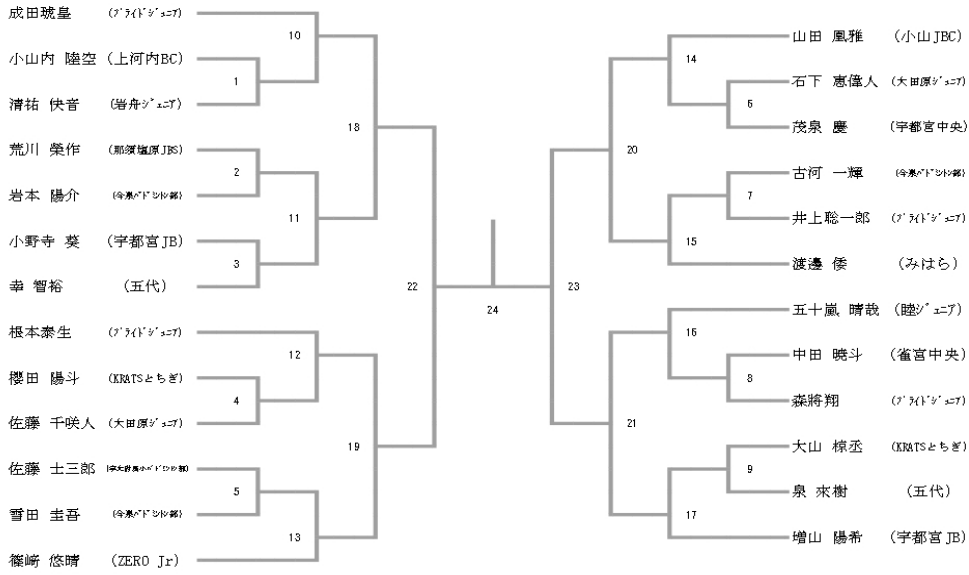 成田琥皇 (ﾌﾟﾗｲﾄﾞｼﾞｭﾆｱ)
小山内 陸空 (上河内BC)
清祐 快音 (岩舟ｼﾞｭﾆｱ)
荒川 榮作 (那須塩原JBS)
岩本 陽介 (今泉ﾊﾞﾄﾞﾐﾝﾄﾝ部)
小野寺 葵 (宇都宮JB)
幸 智裕 (五代)
根本泰生 (ﾌﾟﾗｲﾄﾞｼﾞｭﾆｱ)
櫻田 陽斗 (KRATSとちぎ)
佐藤 千咲人 (大田原ｼﾞｭﾆｱ)
佐藤 士三郎
雪田 圭吾 (今泉ﾊﾞﾄﾞﾐﾝﾄﾝ部)
篠崎 悠晴 (ZERO Jr)
10
1
18
2
11
3
22
12
4
19
5
13
24
山田 凰雅 (小山JBC)
石下 恵偉人 (大田原ｼﾞｭﾆｱ)
茂泉 慶 (宇都宮中央)
古河 一輝 (今泉ﾊﾞﾄﾞﾐﾝﾄﾝ部)
井上聡一郎 (ﾌﾟﾗｲﾄﾞｼﾞｭﾆｱ)
渡邊 倭 (みはら)
五十嵐 晴哉 (睦ｼﾞｭﾆｱ)
中田 暁斗 (雀宮中央)
森將翔 (ﾌﾟﾗｲﾄﾞｼﾞｭﾆｱ)
大山 椋丞 (KRATSとちぎ)
泉 來樹 (五代)
増山 陽希 (宇都宮JB)
14
6
20
7
15
23
16
8
21
9
17